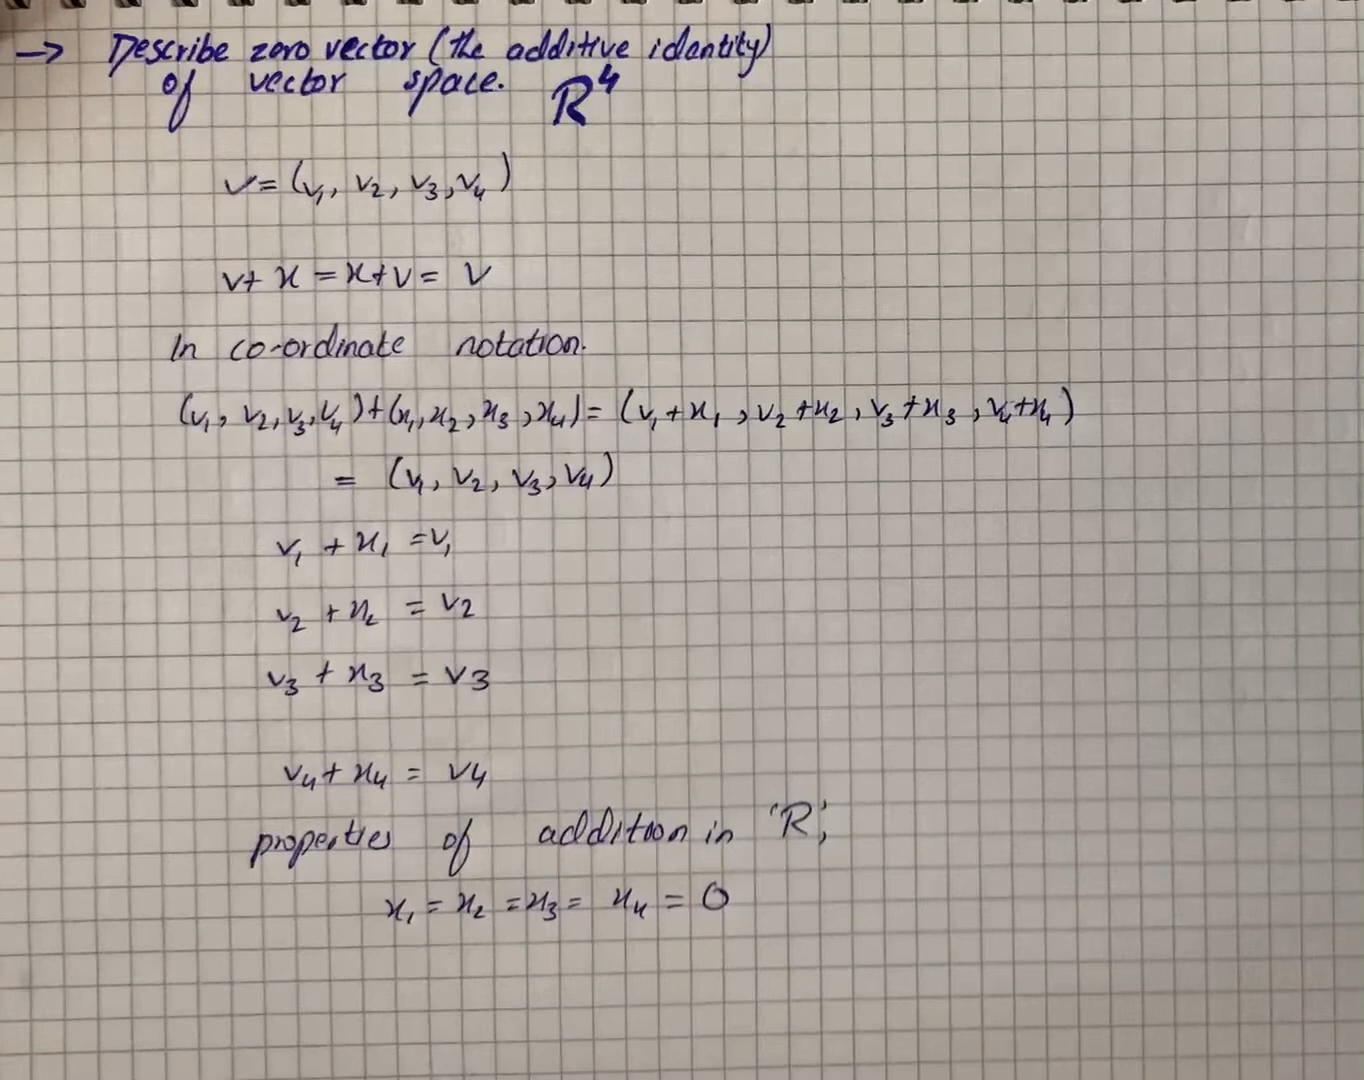 → Describe zero vector (the additive identity)
of vector space. R⁴
v = (v₁, v₂, v₃, v₄)
v + x = x + v = v
In co-ordinate notation.
(v₁, v₂, v₃, v₄) + (x₁, x₂, x₃, x₄) = (v₁ + x₁, v₂ + x₂, v₃ + x₃, v₄ + x₄)
= (v₁, v₂, v₃, v₄)
v₁ + x₁ = v₁
v₂ + x₂ = v₂
v₃ + x₃ = v₃
v₄ + x₄ = v₄
properties of addition in 'R;
x₁ = x₂ = x₃ = x₄ = 0